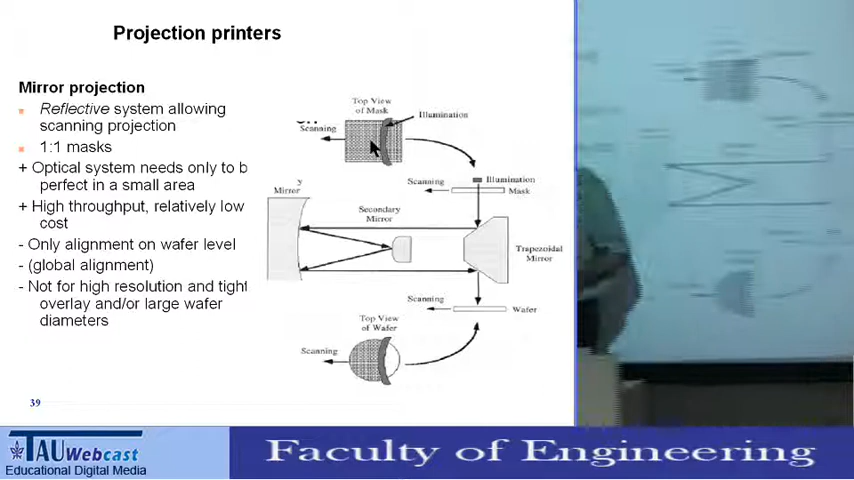 Projection printers
Mirror projection
Reflective system allowing
scanning projection
1:1 masks
+ Optical system needs only to b
perfect in a small area
+ High throughput, relatively low
cost
- Only alignment on wafer level
- (global alignment)
- Not for high resolution and tight
overlay and/or large wafer
diameters
Top View
of Mask
Illumination
Scanning
y
Mirror
Scanning
Illumination
Mask
Secondary
Mirror
Trapezoidal
Mirror
Scanning
Wafer
Top View
of Wafer
Scanning
39
TAU Webcast
Educational Digital Media
Faculty of Engineering